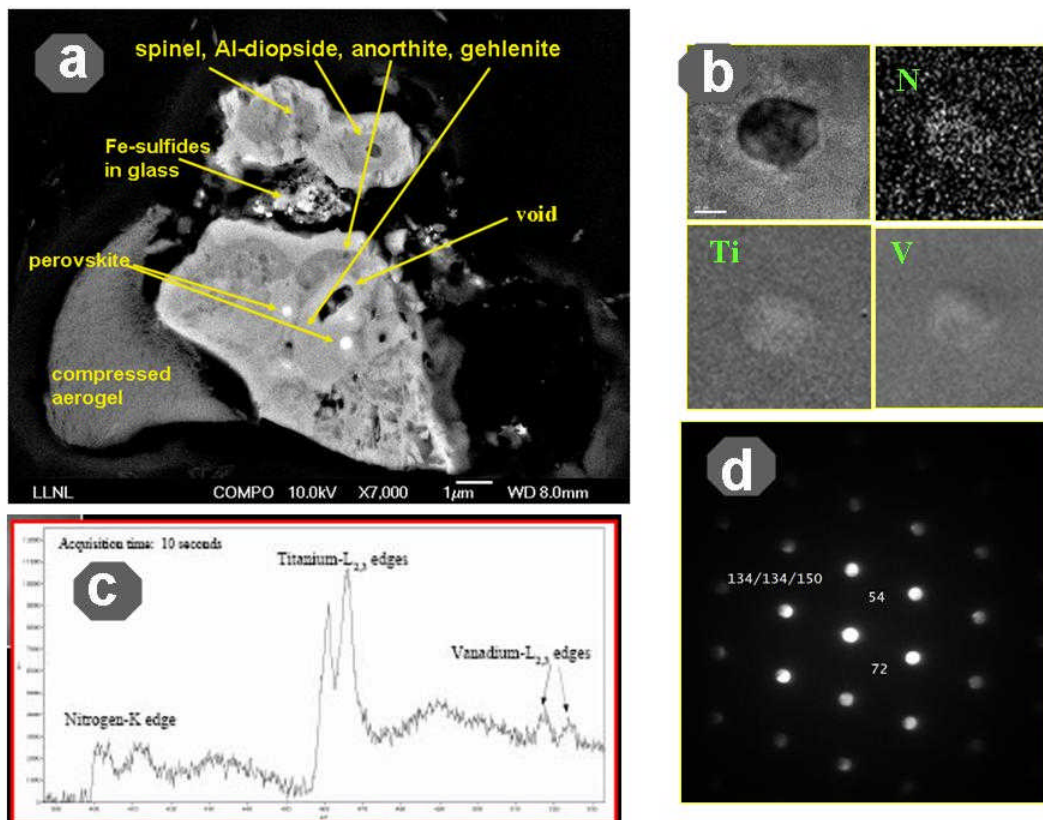 a
spinel, Al-diopside, anorthite, gehlenite
Fe-sulfides
in glass
void
perovskite
compressed
aerogel
LLNL COMPO 10.0kV X7,000 1μm WD 8.0mm
b
N
Ti
V
c
Acquisition time: 10 seconds
Titanium-L2,3 edges
Vanadium-L2,3 edges
Nitrogen-K edge
d
134/134/150
54
72